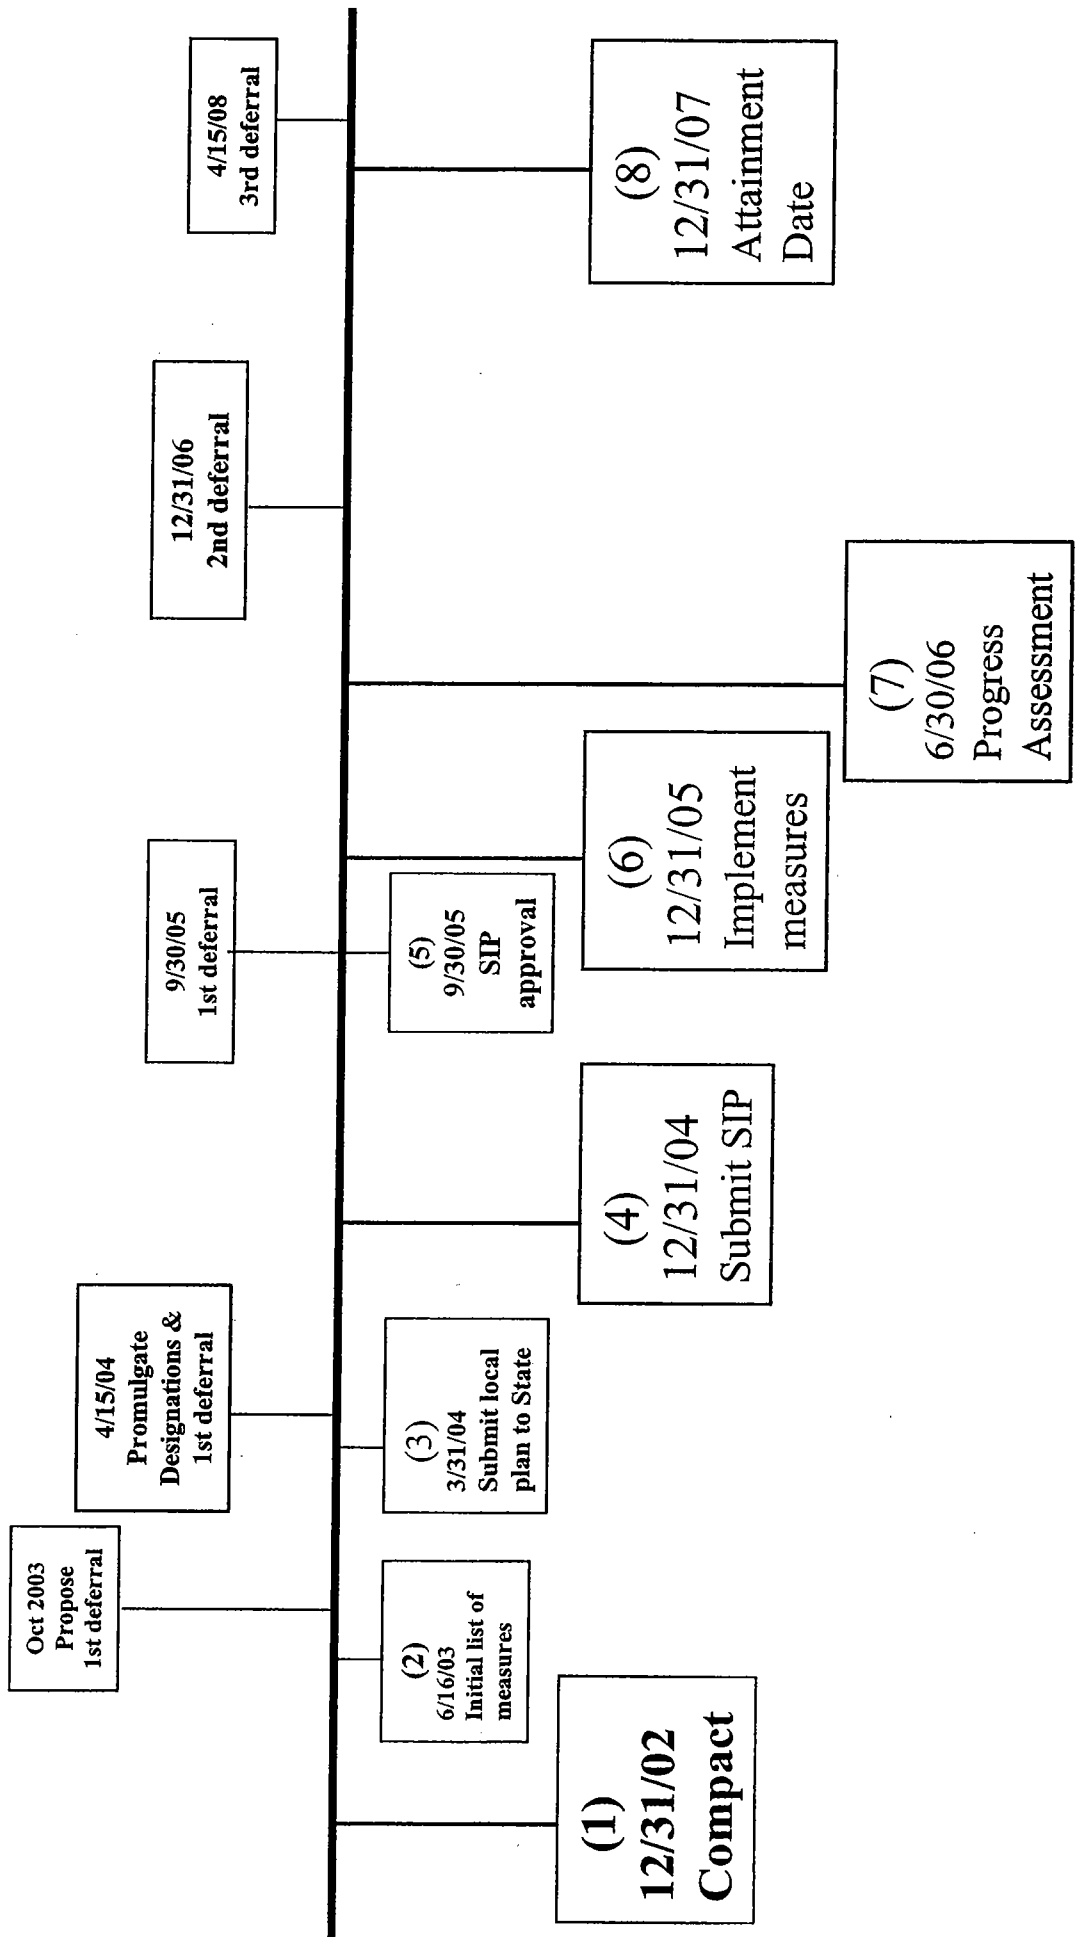 Oct 2003
Propose
1st deferral
4/15/04
Promulgate
Designations &
1st deferral
9/30/05
1st deferral
12/31/06
2nd deferral
4/15/08
3rd deferral
(1)
12/31/02
Compact
(2)
6/16/03
Initial list of
measures
(3)
3/31/04
Submit local
plan to State
(4)
12/31/04
Submit SIP
(5)
9/30/05
SIP
approval
(6)
12/31/05
Implement
measures
(7)
6/30/06
Progress
Assessment
(8)
12/31/07
Attainment
Date